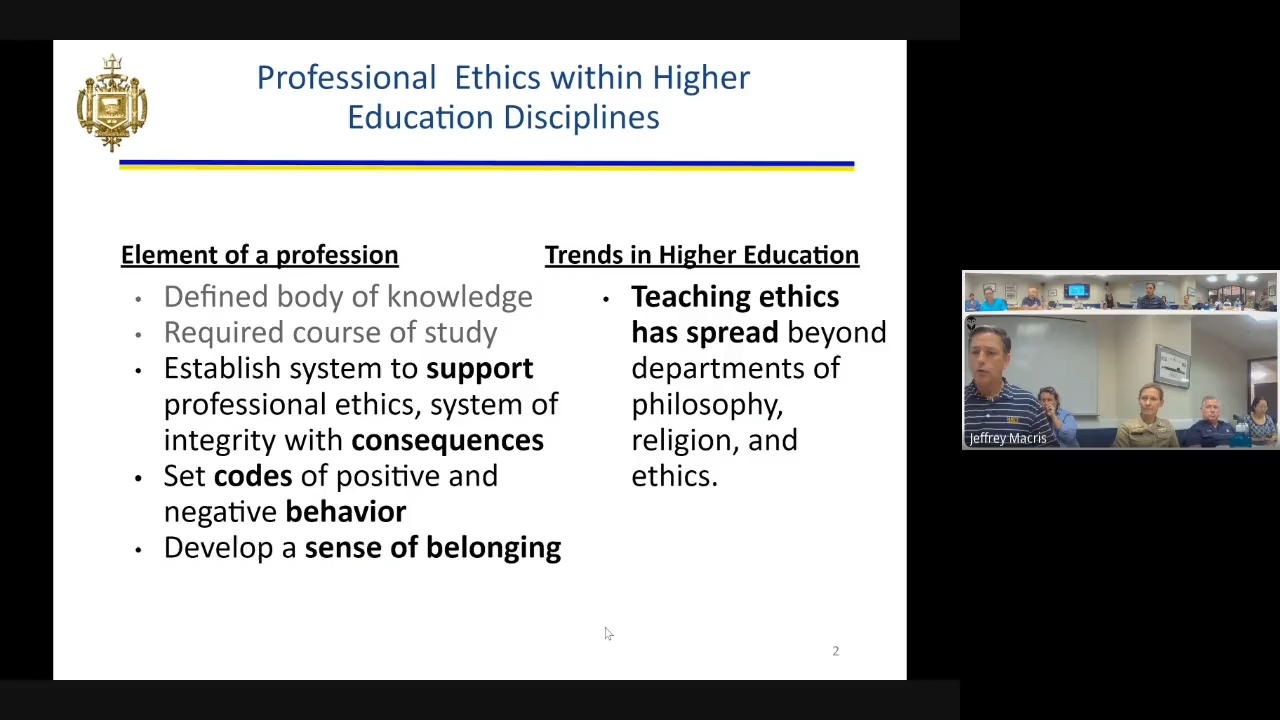 Professional Ethics within Higher
Education Disciplines
Element of a profession
• Defined body of knowledge
• Required course of study
• Establish system to support
professional ethics, system of
integrity with consequences
• Set codes of positive and
negative behavior
• Develop a sense of belonging
Trends in Higher Education
• Teaching ethics
has spread beyond
departments of
philosophy,
religion, and
ethics.
2
Jeffrey Macris